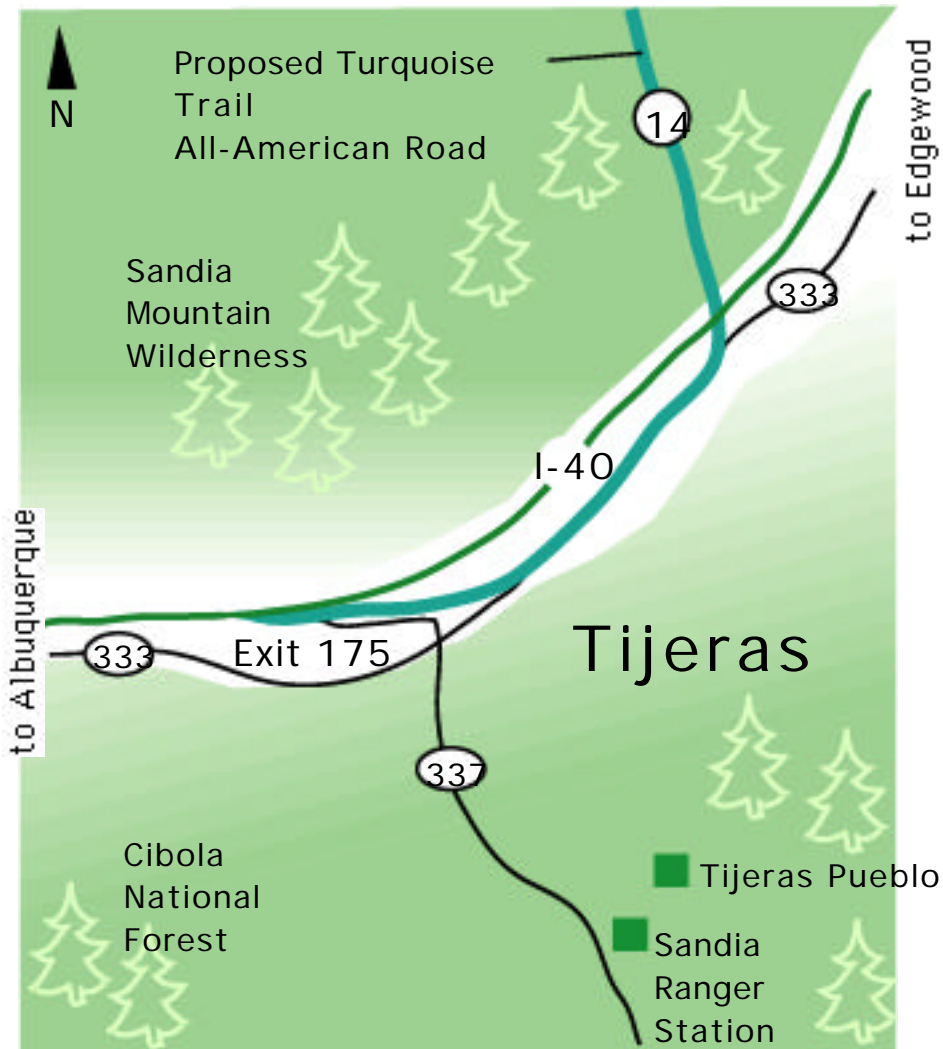 Proposed Turquoise
Trail
All-American Road
N
14
to Edgewood
Sandia
Mountain
Wilderness
333
I-40
to Albuquerque
333
Exit 175
Tijeras
337
Cibola
National
Forest
Tijeras Pueblo
Sandia
Ranger
Station